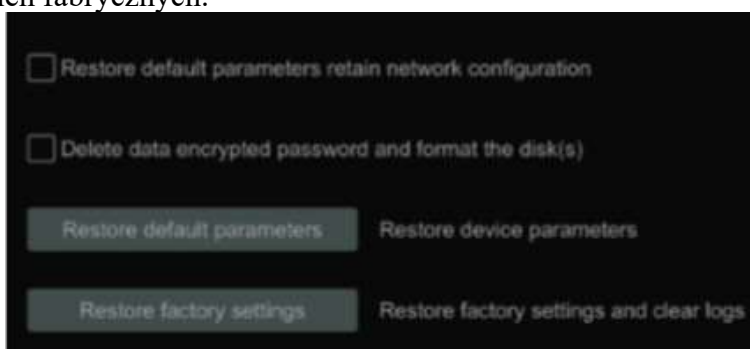 fabrycznych.
Restore default parameters retain network configuration
Delete data encrypted password and format the disk(s)
Restore default parameters Restore device parameters
Restore factory settings Restore factory settings and clear logs